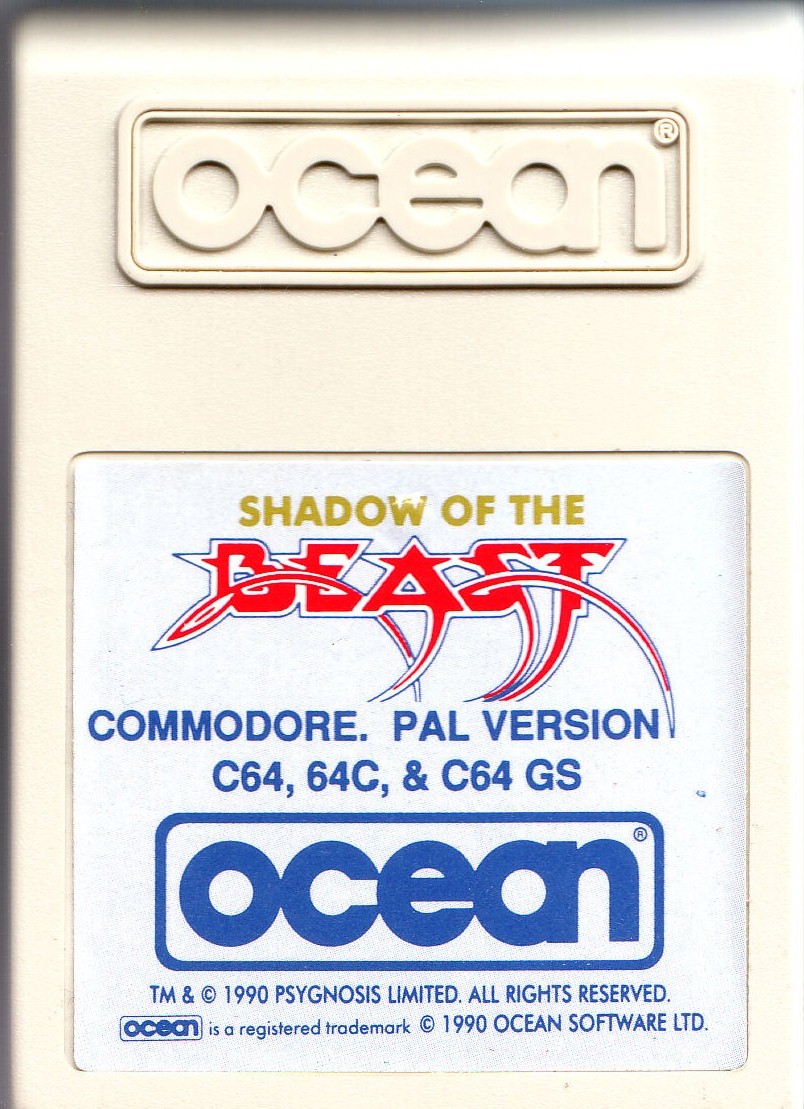 ocean®
SHADOW OF THE
BEAST
COMMODORE. PAL VERSION
C64, 64C, & C64 GS
ocean®
TM & © 1990 PSYGNOSIS LIMITED. ALL RIGHTS RESERVED.
ocean is a registered trademark © 1990 OCEAN SOFTWARE LTD.